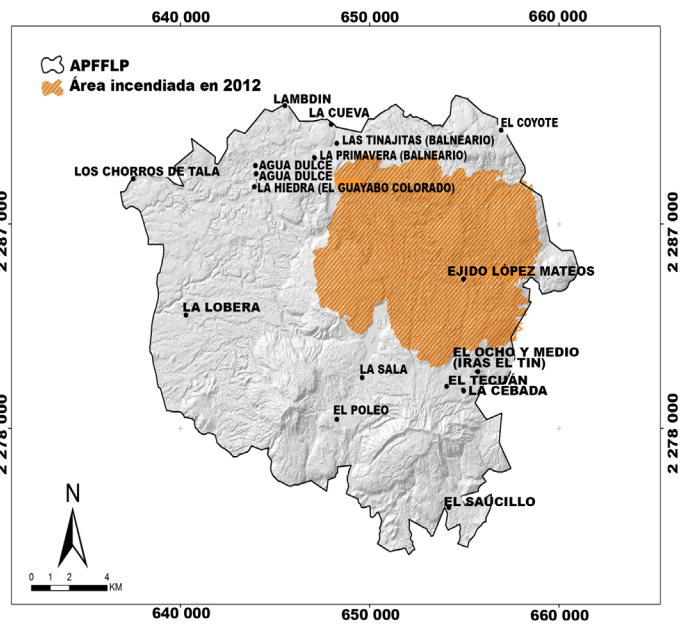 640 000 650 000 660 000
APFFLP
Área incendiada en 2012
LAMBDIN
LA CUEVA
EL COYOTE
LAS TINAJITAS (BALNEARIO)
LA PRIMAVERA (BALNEARIO)
AGUA DULCE
LOS CHORROS DE TALA
AGUA DULCE
LA HIEDRA (EL GUAYABO COLORADO)
2 287 000
2 287 000
EJIDO LÓPEZ MATEOS
LA LOBERA
EL OCHO Y MEDIO
(IRAS EL TIN)
LA SALA
EL TECUÁN
LA CEBADA
EL POLEO
2 278 000
2 278 000
N
EL SAUCILLO
0 1 2 4
KM
640 000 650 000 660 000